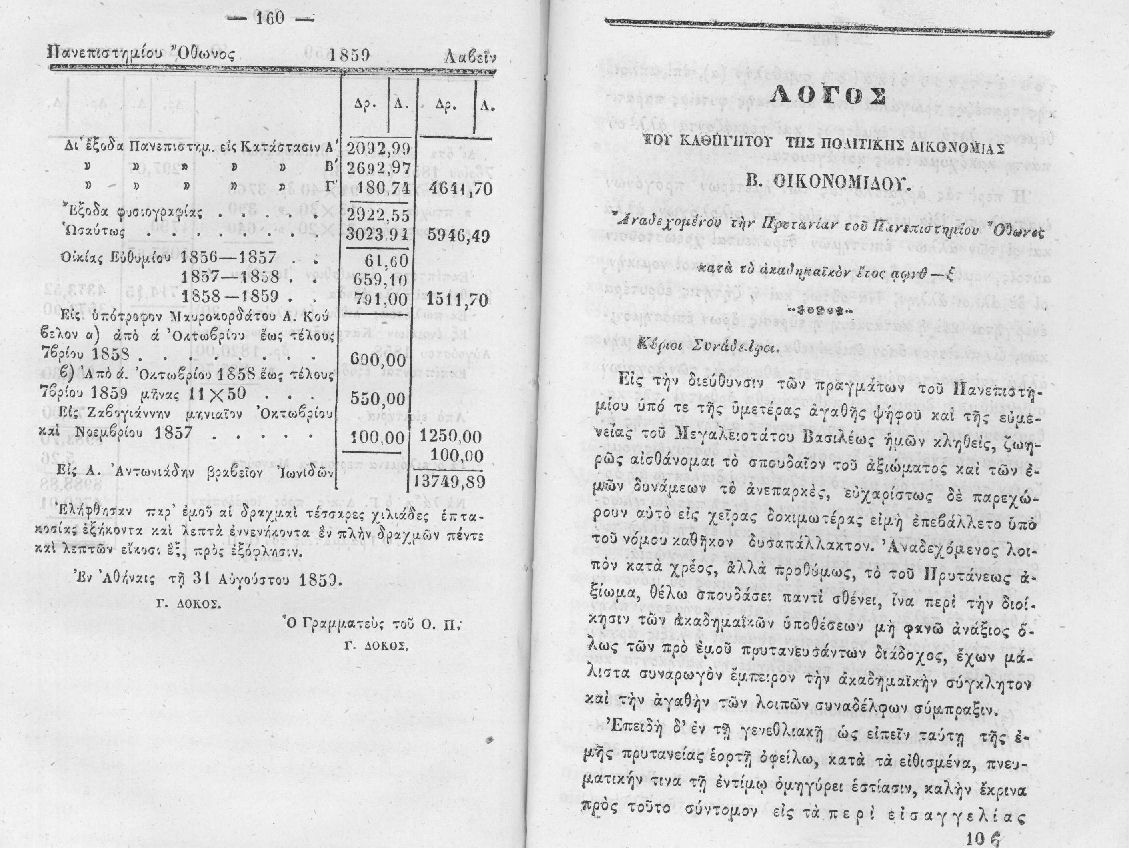 — 160 —
Πανεπιστημίου Ὄθωνος 1859 Λαβεῖν
Δρ. Λ. Δρ. Λ.
Δι' ἔξοδα Πανεπιστημ. εἰς Κατάστασιν Α' 2092,99
» » » » » Β' 2692,97
» » » » » Γ' 180,74 4641,70
Ἔξοδα φυσιογραφίας . . . . . 2922,55
Ὡσαύτως . . . . . . . . 3023.94 5946,49
Οἰκίας Εὐθυμίου 1856—1857 . . 61,60
1857—1858 . . 659,10
1858—1859 . . 791,00 1511,70
Εἰς ὑπότροφον Μαυροκορδάτου Α. Κού
βελον α) ἀπὸ ά Ὀκτωβρίου ἕως τέλους
7βρίου 1858 . . . . . . . . 600,00
β) Ἀπὸ ά. Ὀκτωβρίου 1858 ἕως τέλους
7βρίου 1859 μῆνας 11×50 . . . 550,00
Εἰς Ζαβογιάννην μηνιαῖον Ὀκτωβρίου
καὶ Νοεμβρίου 1857 . . . . . 100,00 1250,00
100,00
Εἰς Α. Ἀντωνιάδην βραβεῖον Ἰωνιδῶν
13749,89
Ἐλήφθησαν παρ' ἐμοῦ αἱ δραχμαὶ τέσσαρες χιλιάδες ἑπτα-
κοσίας ἑξήκοντα καὶ λεπτὰ ἐννενήκοντα ἐν πλὴν δραχμῶν πέντε
καὶ λεπτῶν εἴκοσι ἕξ, πρὸς ἐξόφλησιν.
Ἐν Ἀθήναις τῇ 31 Αὐγούστου 1859.
Γ. ΔΟΚΟΣ.
Ὁ Γραμματεὺς τοῦ Ο. Π.
Γ. ΔΟΚΟΣ.
ΛΟΓΟΣ
ΤΟΥ ΚΑΘΗΓΗΤΟΥ ΤΗΣ ΠΟΛΙΤΙΚΗΣ ΔΙΚΟΝΟΜΙΑΣ
Β. ΟΙΚΟΝΟΜΙΔΟΥ.
Ἀναδεχομένου τὴν Πρυτανίαν τοῦ Πανεπιστημίου Ὄθωνος
κατὰ τὸ ἀκαδημαϊκὸν ἔτος αωνθ—ξ
Κύριοι Συνάδελφοι.
Εἰς τὴν διεύθυνσιν τῶν πραγμάτων τοῦ Πανεπιστη-
μίου ὑπό τε τῆς ὑμετέρας ἀγαθῆς ψήφου καὶ τῆς εὐμε-
νείας τοῦ Μεγαλειοτάτου Βασιλέως ἡμῶν κληθεὶς, ζωη-
ρῶς αἰσθάνομαι τὸ σπουδαῖον τοῦ ἀξιώματος καὶ τῶν ἐ-
μῶν δυνάμεων τὸ ἀνεπαρκὲς, εὐχαρίστως δὲ παρεχώ-
ρουν αὐτὸ εἰς χεῖρας δοκιμωτέρας εἰμὴ ἐπεβάλλετο ὑπὸ
τοῦ νόμου καθῆκον δυσαπάλλακτον. Ἀναδεχόμενος λοι-
πὸν κατὰ χρέος, ἀλλὰ προθύμως, τὸ τοῦ Πρυτάνεως ἀ-
ξίωμα, θέλω σπουδάσει παντὶ σθένει, ἵνα περὶ τὴν διοί-
κησιν τῶν ἀκαδημαϊκῶν ὑποθέσεων μὴ φανῶ ἀνάξιος ὅ-
λως τῶν πρὸ ἐμοῦ πρυτανευσάντων διάδοχος, ἔχων μά-
λιστα συναρωγὸν ἔμπειρον τὴν ἀκαδημαϊκὴν σύγκλητον
καὶ τὴν ἀγαθὴν τῶν λοιπῶν συναδέλφων σύμπραξιν.
Ἐπειδὴ δ' ἐν τῇ γενεθλιακῇ ὡς εἰπεῖν ταύτῃ τῆς ἐ-
μῆς πρυτανείας ἑορτῇ ὀφείλω, κατὰ τὰ εἰθισμένα, πνευ-
ματικήν τινα τῇ ἐντίμῳ ὁμηγύρει ἑστίασιν, καλὴν ἔκρινα
πρὸς τοῦτο σύντομον εἰς τὰ περὶ εἰσαγγελίας
10 β